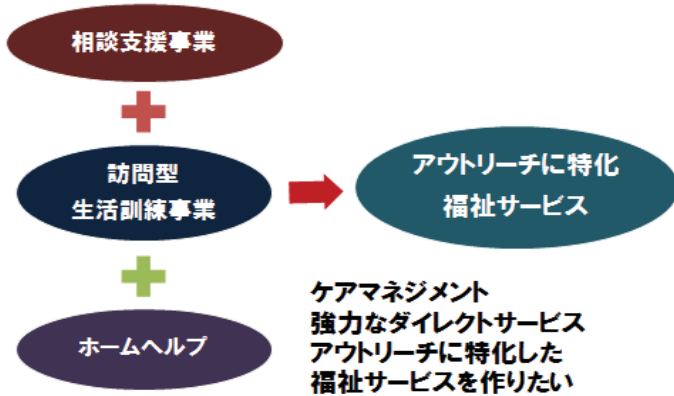 相談支援事業
訪問型
生活訓練事業
ホームヘルプ
アウトリーチに特化
福祉サービス
ケアマネジメント
強力なダイレクトサービス
アウトリーチに特化した
福祉サービスを作りたい